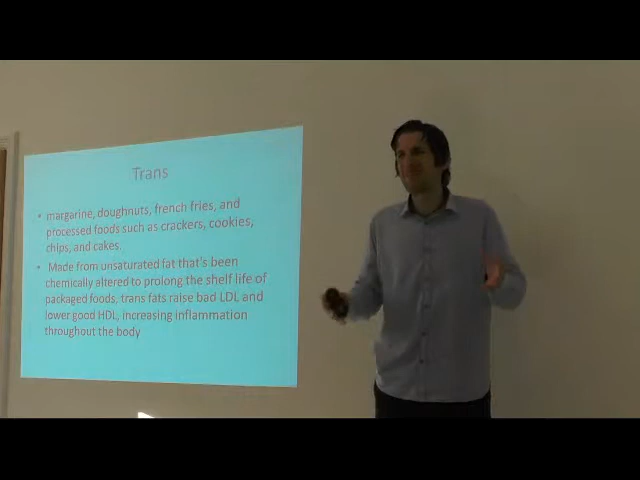 Trans
• margarine, doughnuts, french fries, and
processed foods such as crackers, cookies,
chips, and cakes.
• Made from unsaturated fat that's been
chemically altered to prolong the shelf life of
packaged foods, trans fats raise bad LDL and
lower good HDL, increasing inflammation
throughout the body